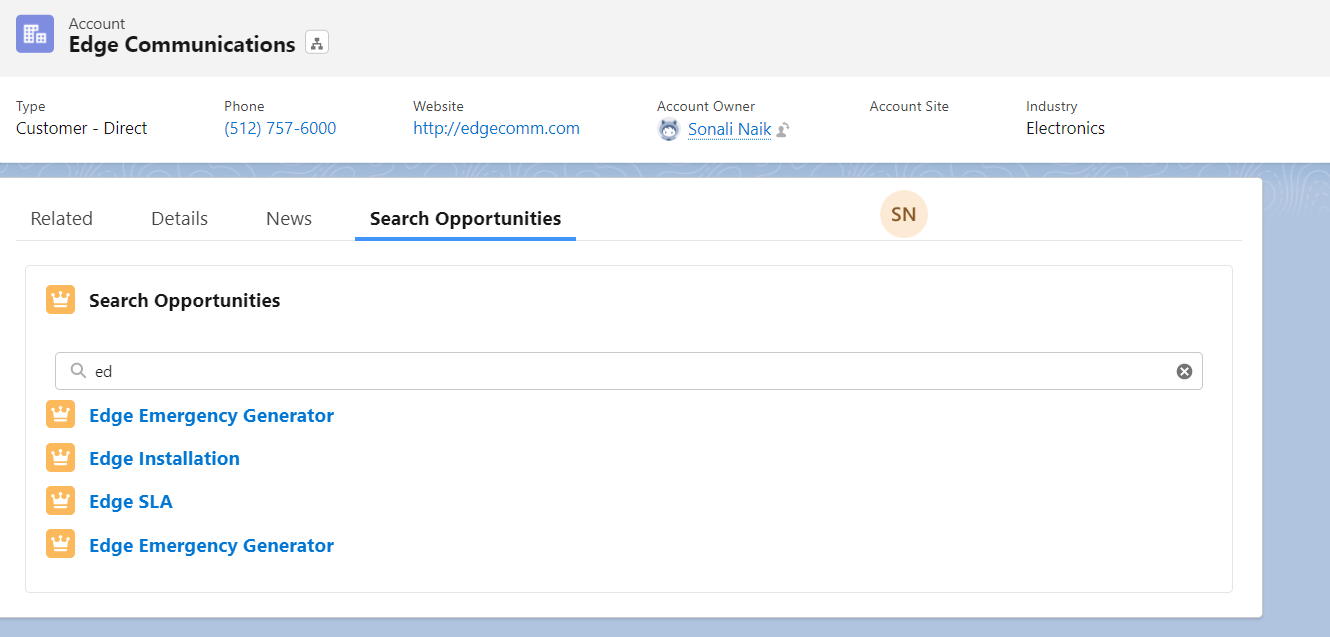 Account
Edge Communications
Type Phone Website Account Owner Account Site Industry
Customer - Direct (512) 757-6000 http://edgecomm.com Sonali Naik Electronics
Related Details News Search Opportunities SN
Search Opportunities
ed
Edge Emergency Generator
Edge Installation
Edge SLA
Edge Emergency Generator